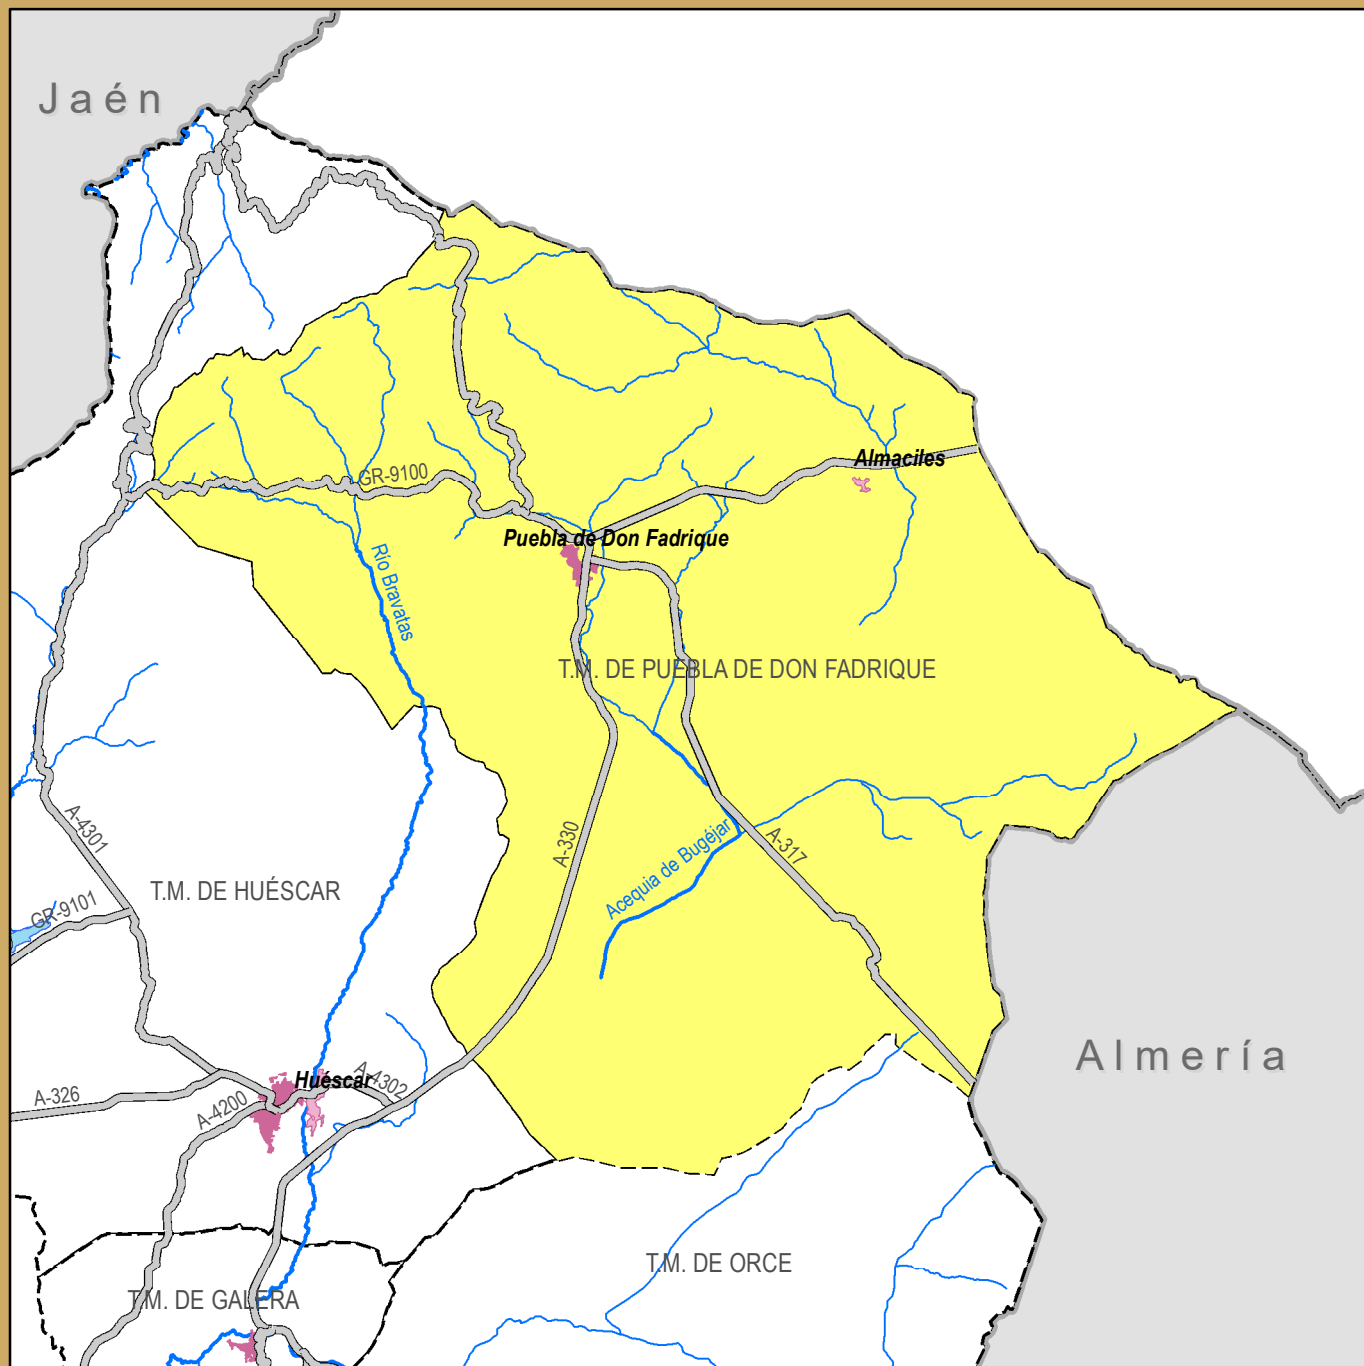 Jaén
Almaciles
GR-9100
Puebla de Don Fadrique
Río Bravatas
T.M. DE PUEBLA DE DON FADRIQUE
A-4301
A-330
Acequia de Bugéjar
A-317
T.M. DE HUÉSCAR
GR-9101
Almería
Huéscar
A-4302
A-326
A-4200
T.M. DE ORCE
T.M. DE GALERA